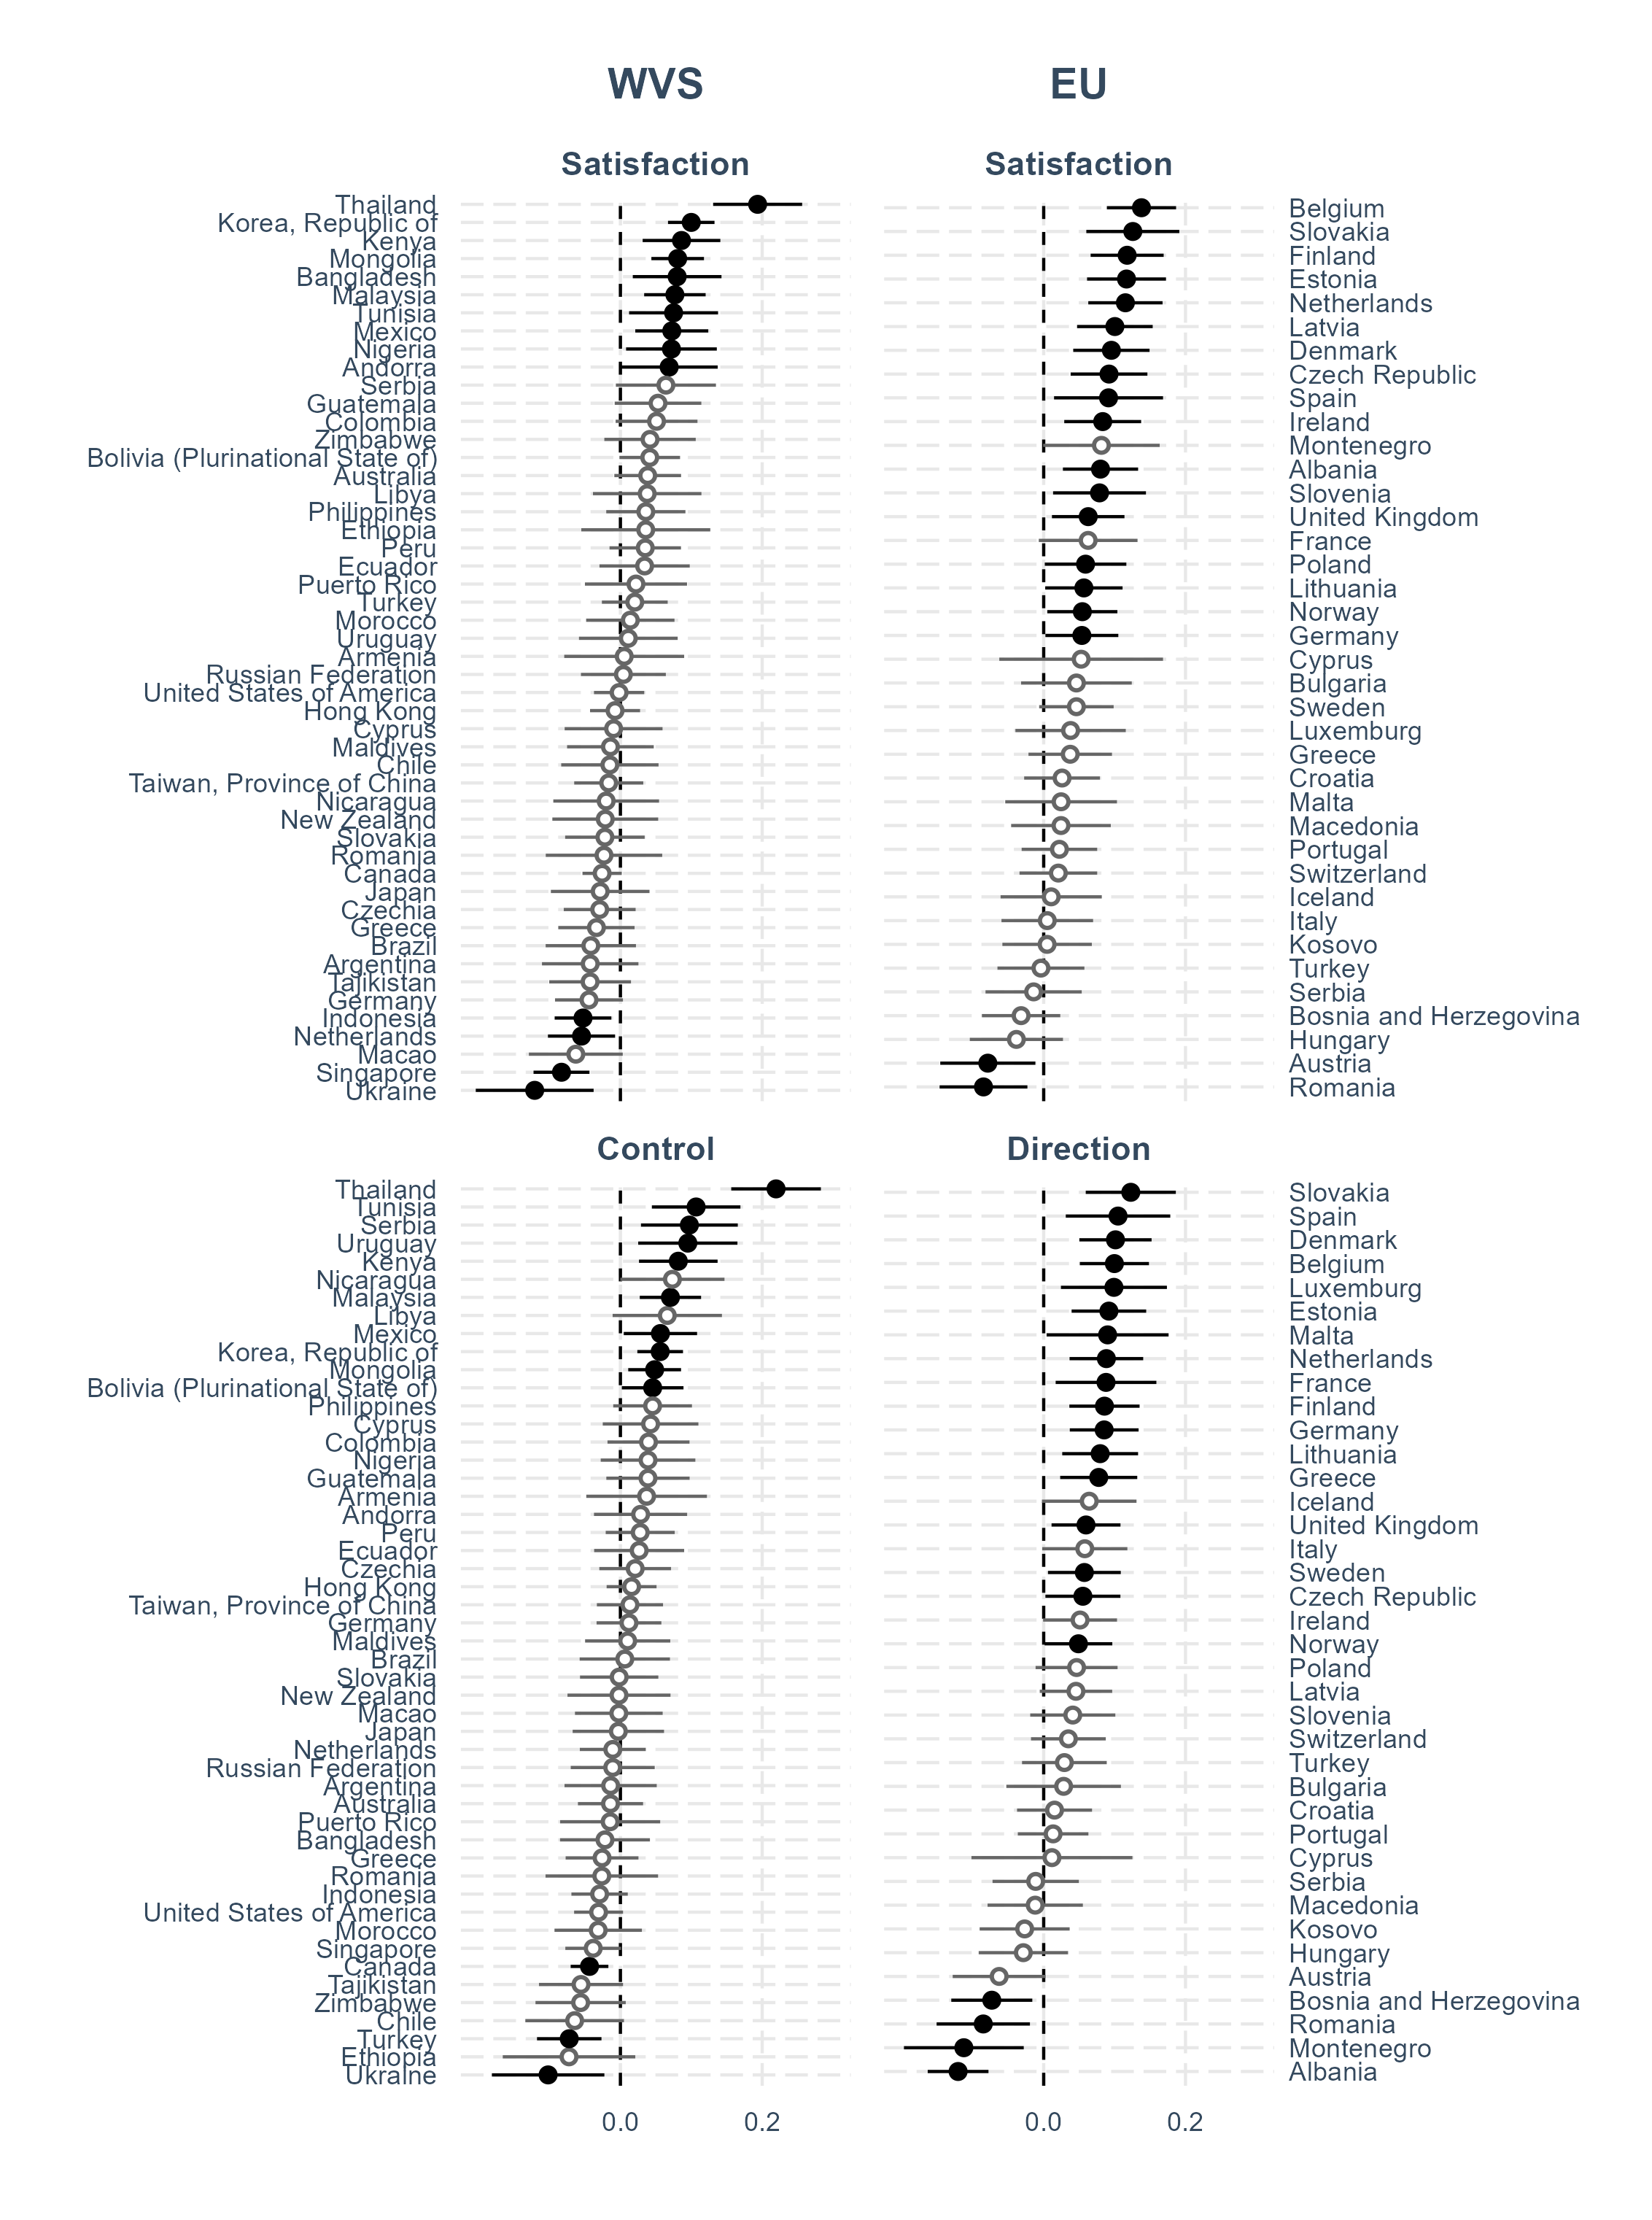 WVS
EU
Satisfaction
Thailand
Korea, Republic of
Kenya
Mongolia
Bangladesh
Malaysia
Tunisia
Mexico
Nigeria
Andorra
Serbia
Guatemala
Colombia
Zimbabwe
Bolivia (Plurinational State of)
Australia
Libya
Philippines
Ethiopia
Peru
Ecuador
Puerto Rico
Turkey
Morocco
Uruguay
Armenia
Russian Federation
United States of America
Hong Kong
Cyprus
Maldives
Chile
Taiwan, Province of China
Nicaragua
New Zealand
Slovakia
Romania
Canada
Japan
Czechia
Greece
Brazil
Argentina
Tajikistan
Germany
Indonesia
Netherlands
Macao
Singapore
Ukraine
Satisfaction
Belgium
Slovakia
Finland
Estonia
Netherlands
Latvia
Denmark
Czech Republic
Spain
Ireland
Montenegro
Albania
Slovenia
United Kingdom
France
Poland
Lithuania
Norway
Germany
Cyprus
Bulgaria
Sweden
Luxemburg
Greece
Croatia
Malta
Macedonia
Portugal
Switzerland
Iceland
Italy
Kosovo
Turkey
Serbia
Bosnia and Herzegovina
Hungary
Austria
Romania
Control
Thailand
Tunisia
Serbia
Uruguay
Kenya
Nicaragua
Malaysia
Libya
Mexico
Korea, Republic of
Mongolia
Bolivia (Plurinational State of)
Philippines
Cyprus
Colombia
Nigeria
Guatemala
Armenia
Andorra
Peru
Ecuador
Czechia
Hong Kong
Taiwan, Province of China
Germany
Maldives
Brazil
Slovakia
New Zealand
Macao
Japan
Netherlands
Russian Federation
Argentina
Australia
Puerto Rico
Bangladesh
Greece
Romania
Indonesia
United States of America
Morocco
Singapore
Canada
Tajikistan
Zimbabwe
Chile
Turkey
Ethiopia
Ukraine
0.0 0.2
Direction
Slovakia
Spain
Denmark
Belgium
Luxemburg
Estonia
Malta
Netherlands
France
Finland
Germany
Lithuania
Greece
Iceland
United Kingdom
Italy
Sweden
Czech Republic
Ireland
Norway
Poland
Latvia
Slovenia
Switzerland
Turkey
Bulgaria
Croatia
Portugal
Cyprus
Serbia
Macedonia
Kosovo
Hungary
Austria
Bosnia and Herzegovina
Romania
Montenegro
Albania
0.0 0.2